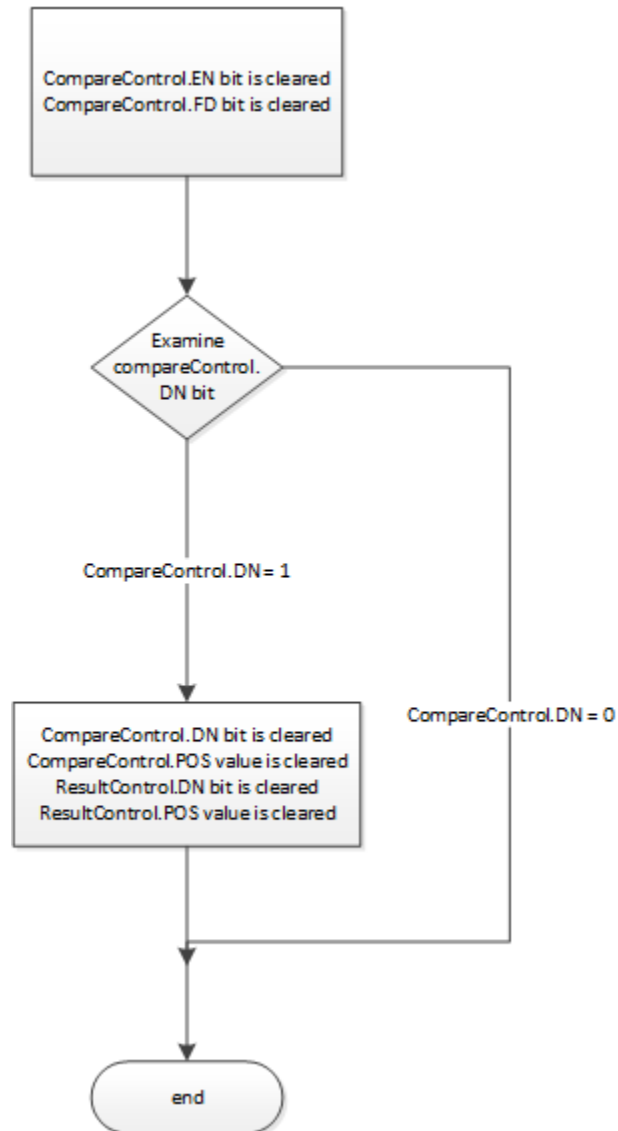 CompareControl.EN bit is cleared
CompareControl.FD bit is cleared
Examine
compareControl.
DN bit
CompareControl.DN = 1
CompareControl.DN = 0
CompareControl.DN bit is cleared
CompareControl.POS value is cleared
ResultControl.DN bit is cleared
ResultControl.POS value is cleared
end